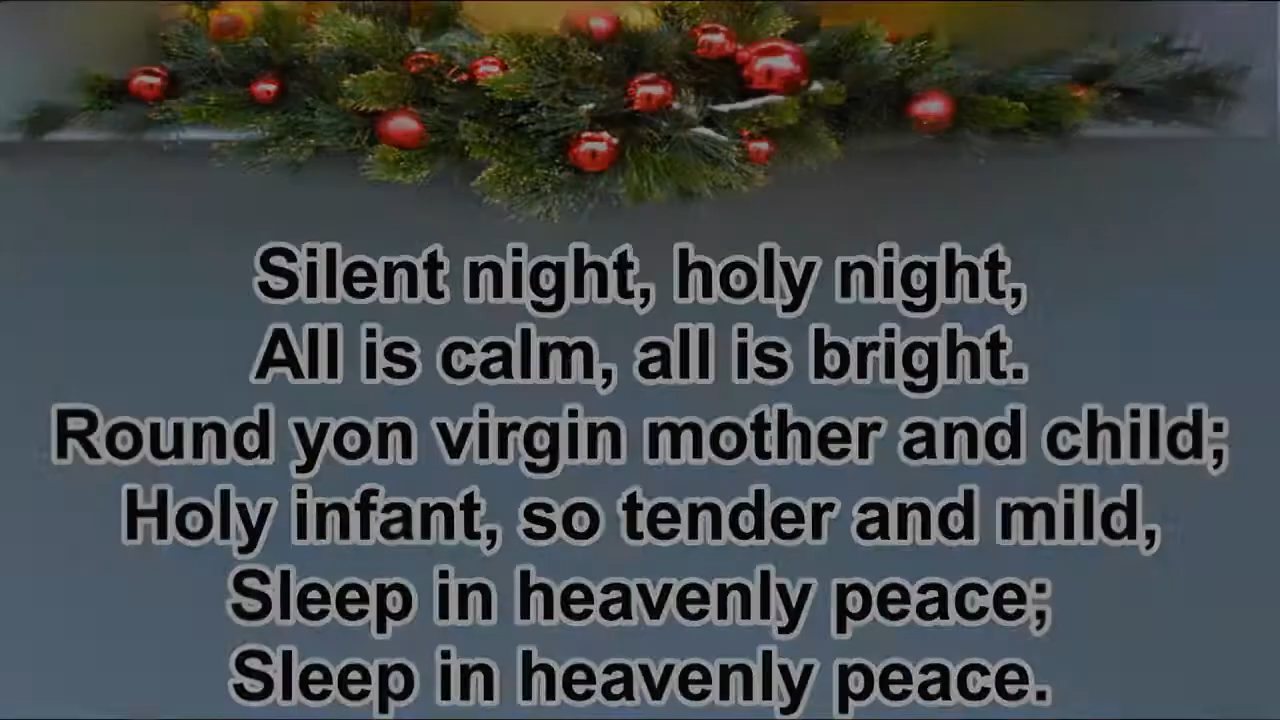 Silent night, holy night,
All is calm, all is bright.
Round yon virgin mother and child;
Holy infant, so tender and mild,
Sleep in heavenly peace;
Sleep in heavenly peace.